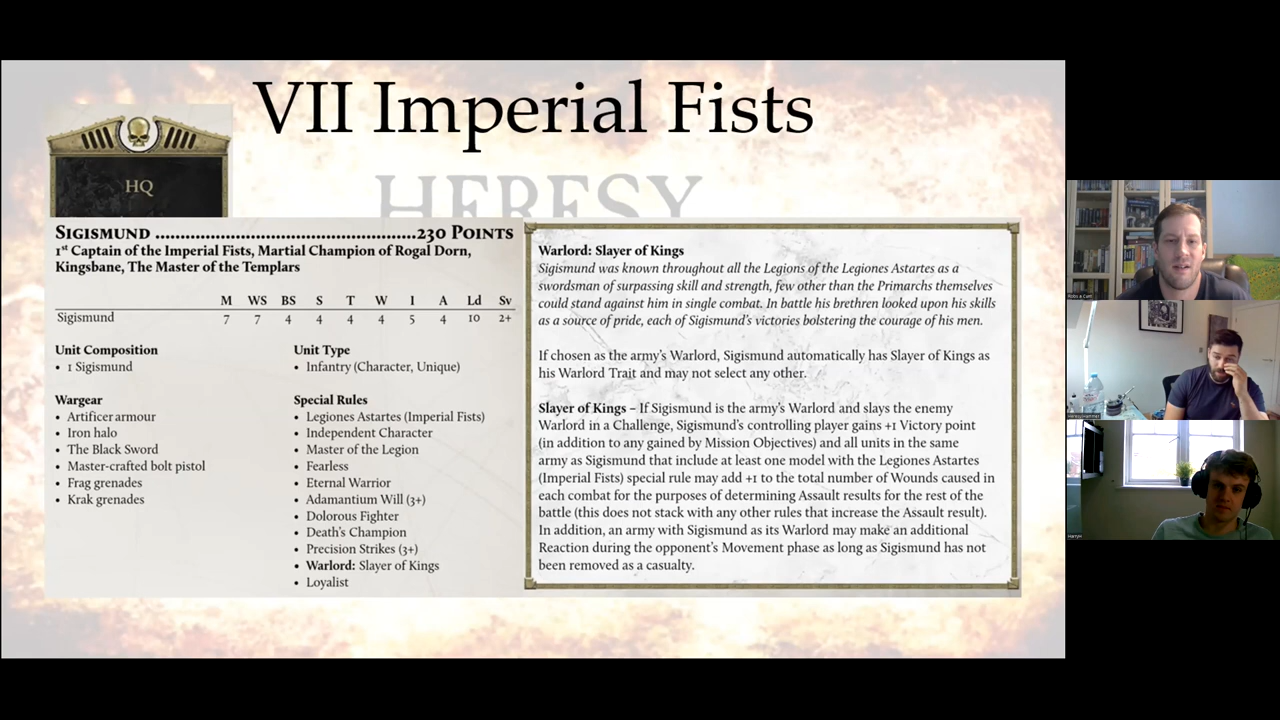 VII Imperial Fists
HERESY
HQ
SIGISMUND ................................................230 POINTS
1st Captain of the Imperial Fists, Martial Champion of Rogal Dorn,
Kingsbane, The Master of the Templars
M WS BS S T W I A Ld Sv
Sigismund 7 7 4 4 4 4 5 4 10 2+
Unit Composition
• 1 Sigismund
Wargear
• Artificer armour
• Iron halo
• The Black Sword
• Master-crafted bolt pistol
• Frag grenades
• Krak grenades
Unit Type
• Infantry (Character, Unique)
Special Rules
• Legiones Astartes (Imperial Fists)
• Independent Character
• Master of the Legion
• Fearless
• Eternal Warrior
• Adamantium Will (3+)
• Dolorous Fighter
• Death's Champion
• Precision Strikes (3+)
• Warlord: Slayer of Kings
• Loyalist
Warlord: Slayer of Kings
Sigismund was known throughout all the Legions of the Legiones Astartes as a
swordsman of surpassing skill and strength, few other than the Primarchs themselves
could stand against him in single combat. In battle his brethren looked upon his skills
as a source of pride, each of Sigismund's victories bolstering the courage of his men.
If chosen as the army's Warlord, Sigismund automatically has Slayer of Kings as
his Warlord Trait and may not select any other.
Slayer of Kings – If Sigismund is the army's Warlord and slays the enemy
Warlord in a Challenge, Sigismund's controlling player gains +1 Victory point
(in addition to any gained by Mission Objectives) and all units in the same
army as Sigismund that include at least one model with the Legiones Astartes
(Imperial Fists) special rule may add +1 to the total number of Wounds caused in
each combat for the purposes of determining Assault results for the rest of the
battle (this does not stack with any other rules that increase the Assault result).
In addition, an army with Sigismund as its Warlord may make an additional
Reaction during the opponent's Movement phase as long as Sigismund has not
been removed as a casualty.